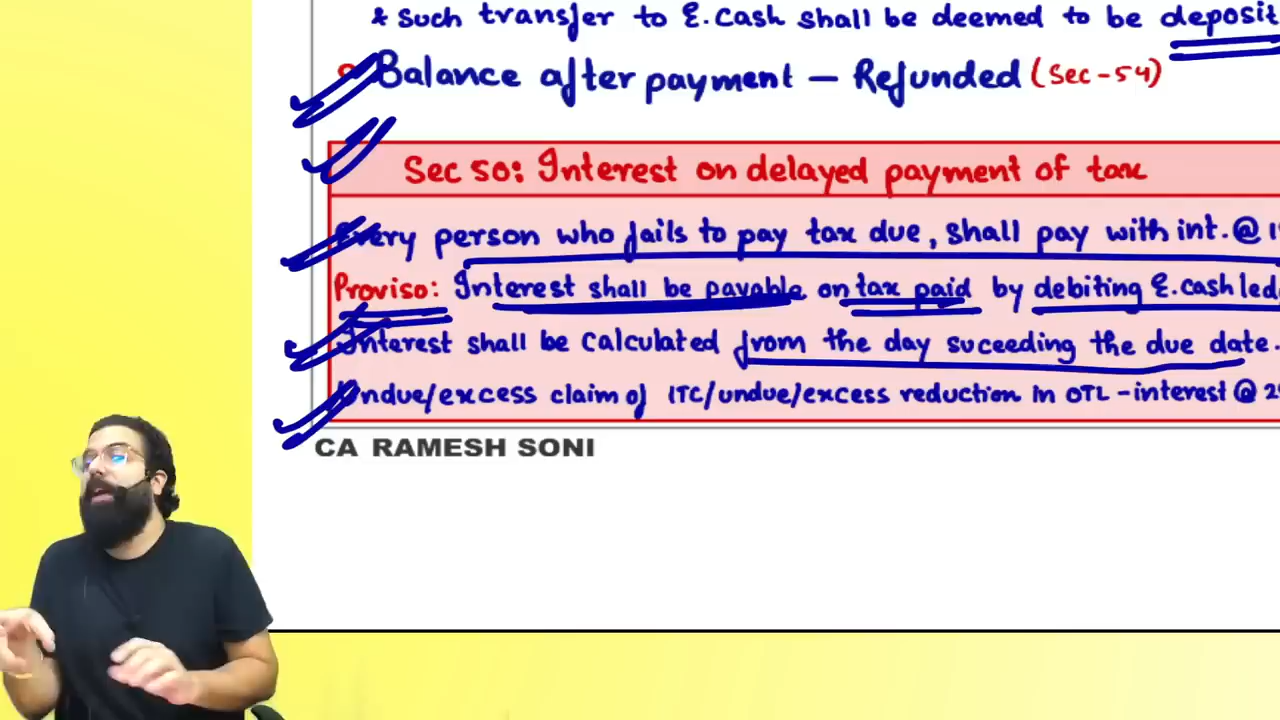 & such transfer to E.Cash shall be deemed to be deposit
Balance after payment – Refunded (Sec-54)
Sec 50: Interest on delayed payment of tax
Every person who fails to pay tax due, shall pay with int. @ 1
Proviso: Interest shall be payable on tax paid by debiting E.cash led
Interest shall be Calculated from the day suceeding the due date.
Undue/excess claim of ITC/undue/excess reduction in OTL - interest @ 2
CA RAMESH SONI